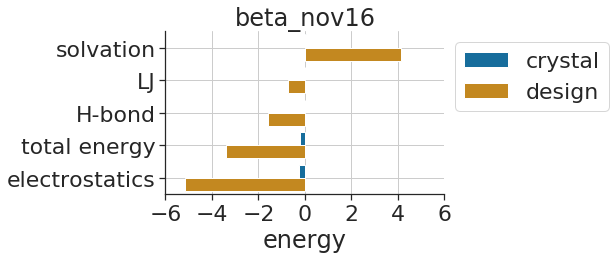 beta_nov16
solvation
LJ
H-bond
total energy
electrostatics
−6 −4 −2 0 2 4 6
energy
crystal
design